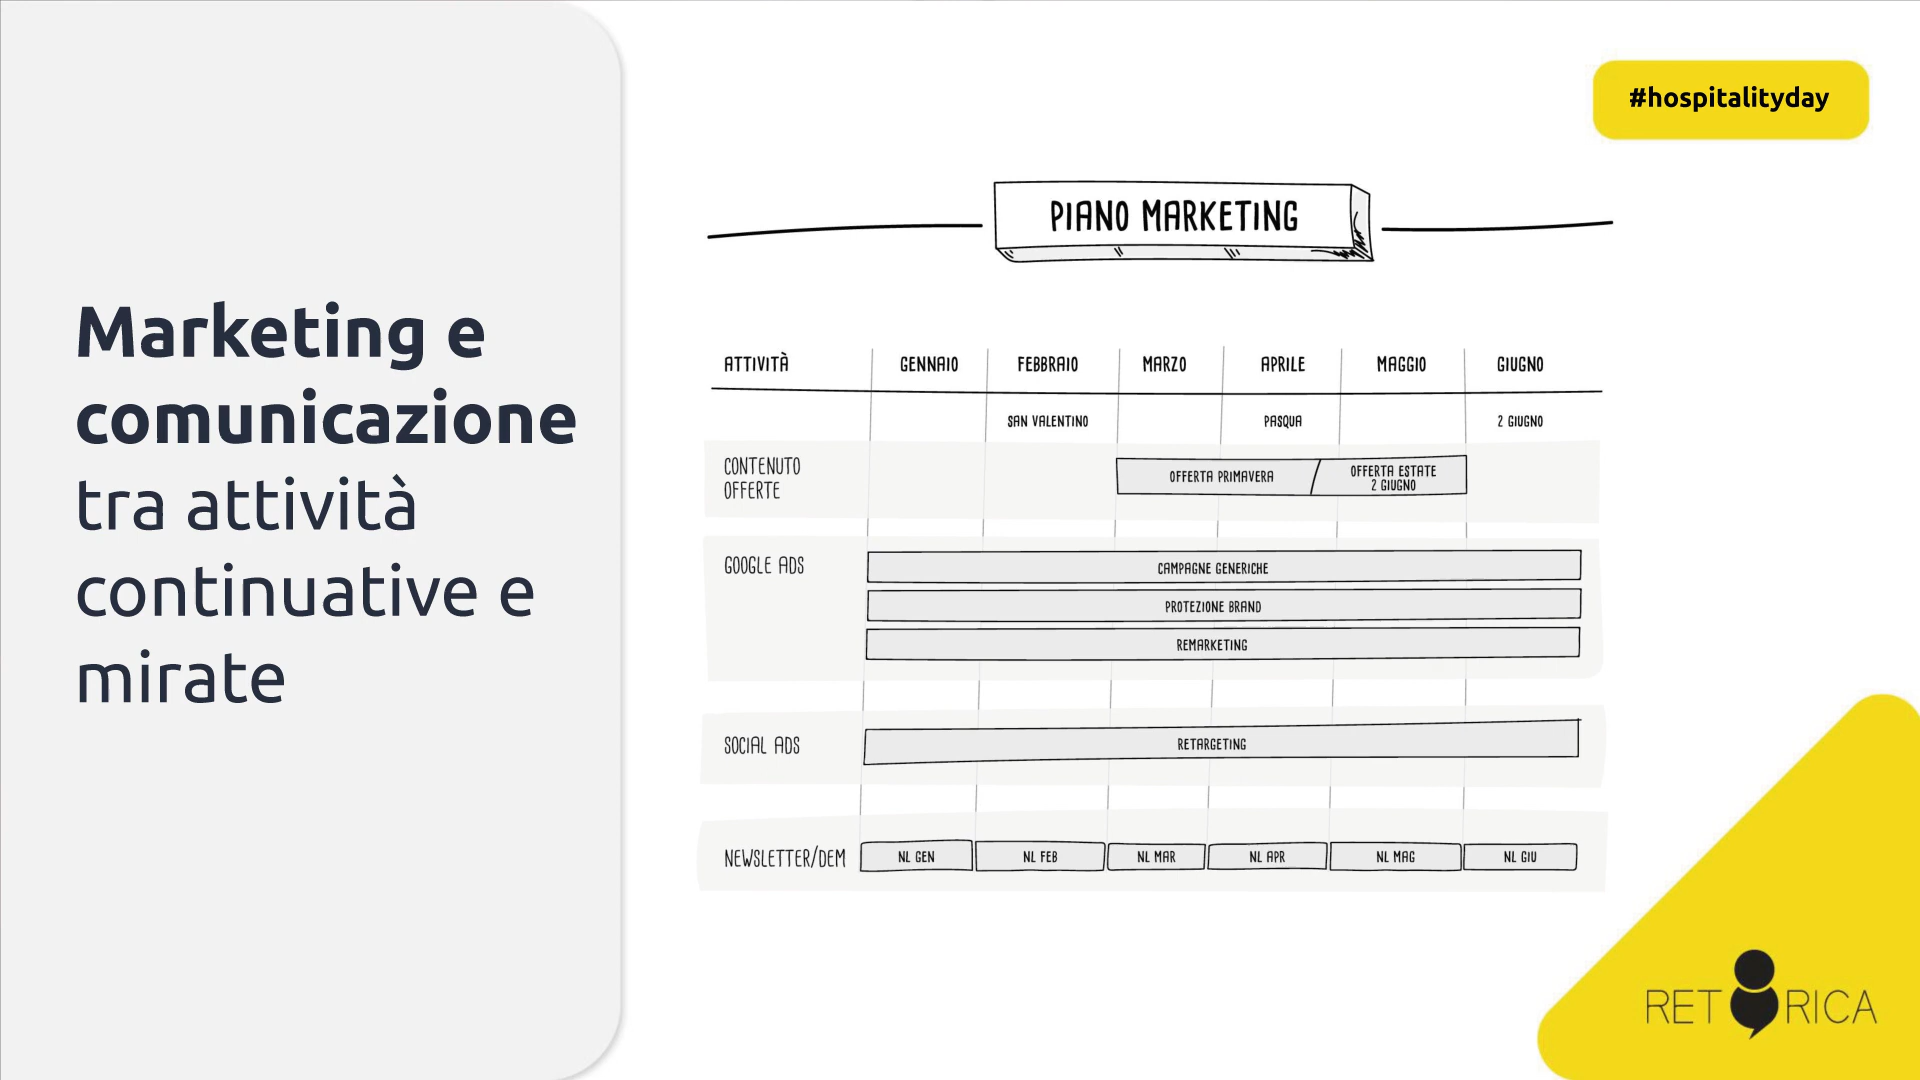 #hospitalityday
Marketing e
comunicazione
tra attività
continuative e
mirate
PIANO MARKETING
ATTIVITÀ GENNAIO FEBBRAIO MARZO APRILE MAGGIO GIUGNO
SAN VALENTINO PASQUA 2 GIUGNO
CONTENUTO
OFFERTE
OFFERTA PRIMAVERA
OFFERTA ESTATE
2 GIUGNO
GOOGLE ADS
CAMPAGNE GENERICHE
PROTEZIONE BRAND
REMARKETING
SOCIAL ADS
RETARGETING
NEWSLETTER/DEM NL GEN NL FEB NL MAR NL APR NL MAG NL GIU
RETORICA